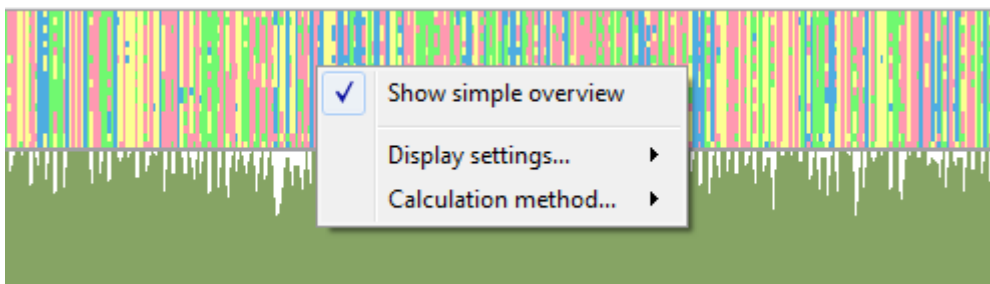 Show simple overview
Display settings...
Calculation method...